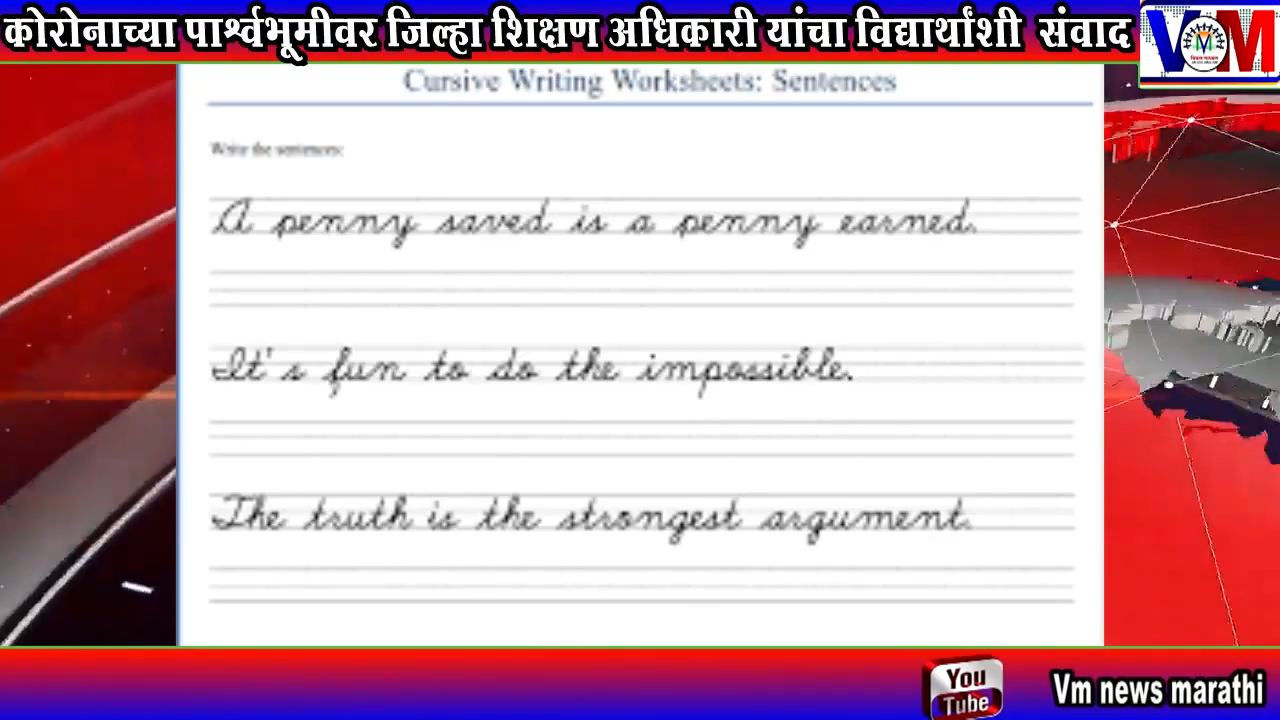 कोरोनाच्या पार्श्वभूमीवर जिल्हा शिक्षण अधिकारी यांचा विद्यार्थांशी संवाद
VM
Cursive Writing Worksheets: Sentences
Write the sentences:
A penny saved is a penny earned.
It's fun to do the impossible.
The truth is the strongest argument.
You
Tube
Vm news marathi